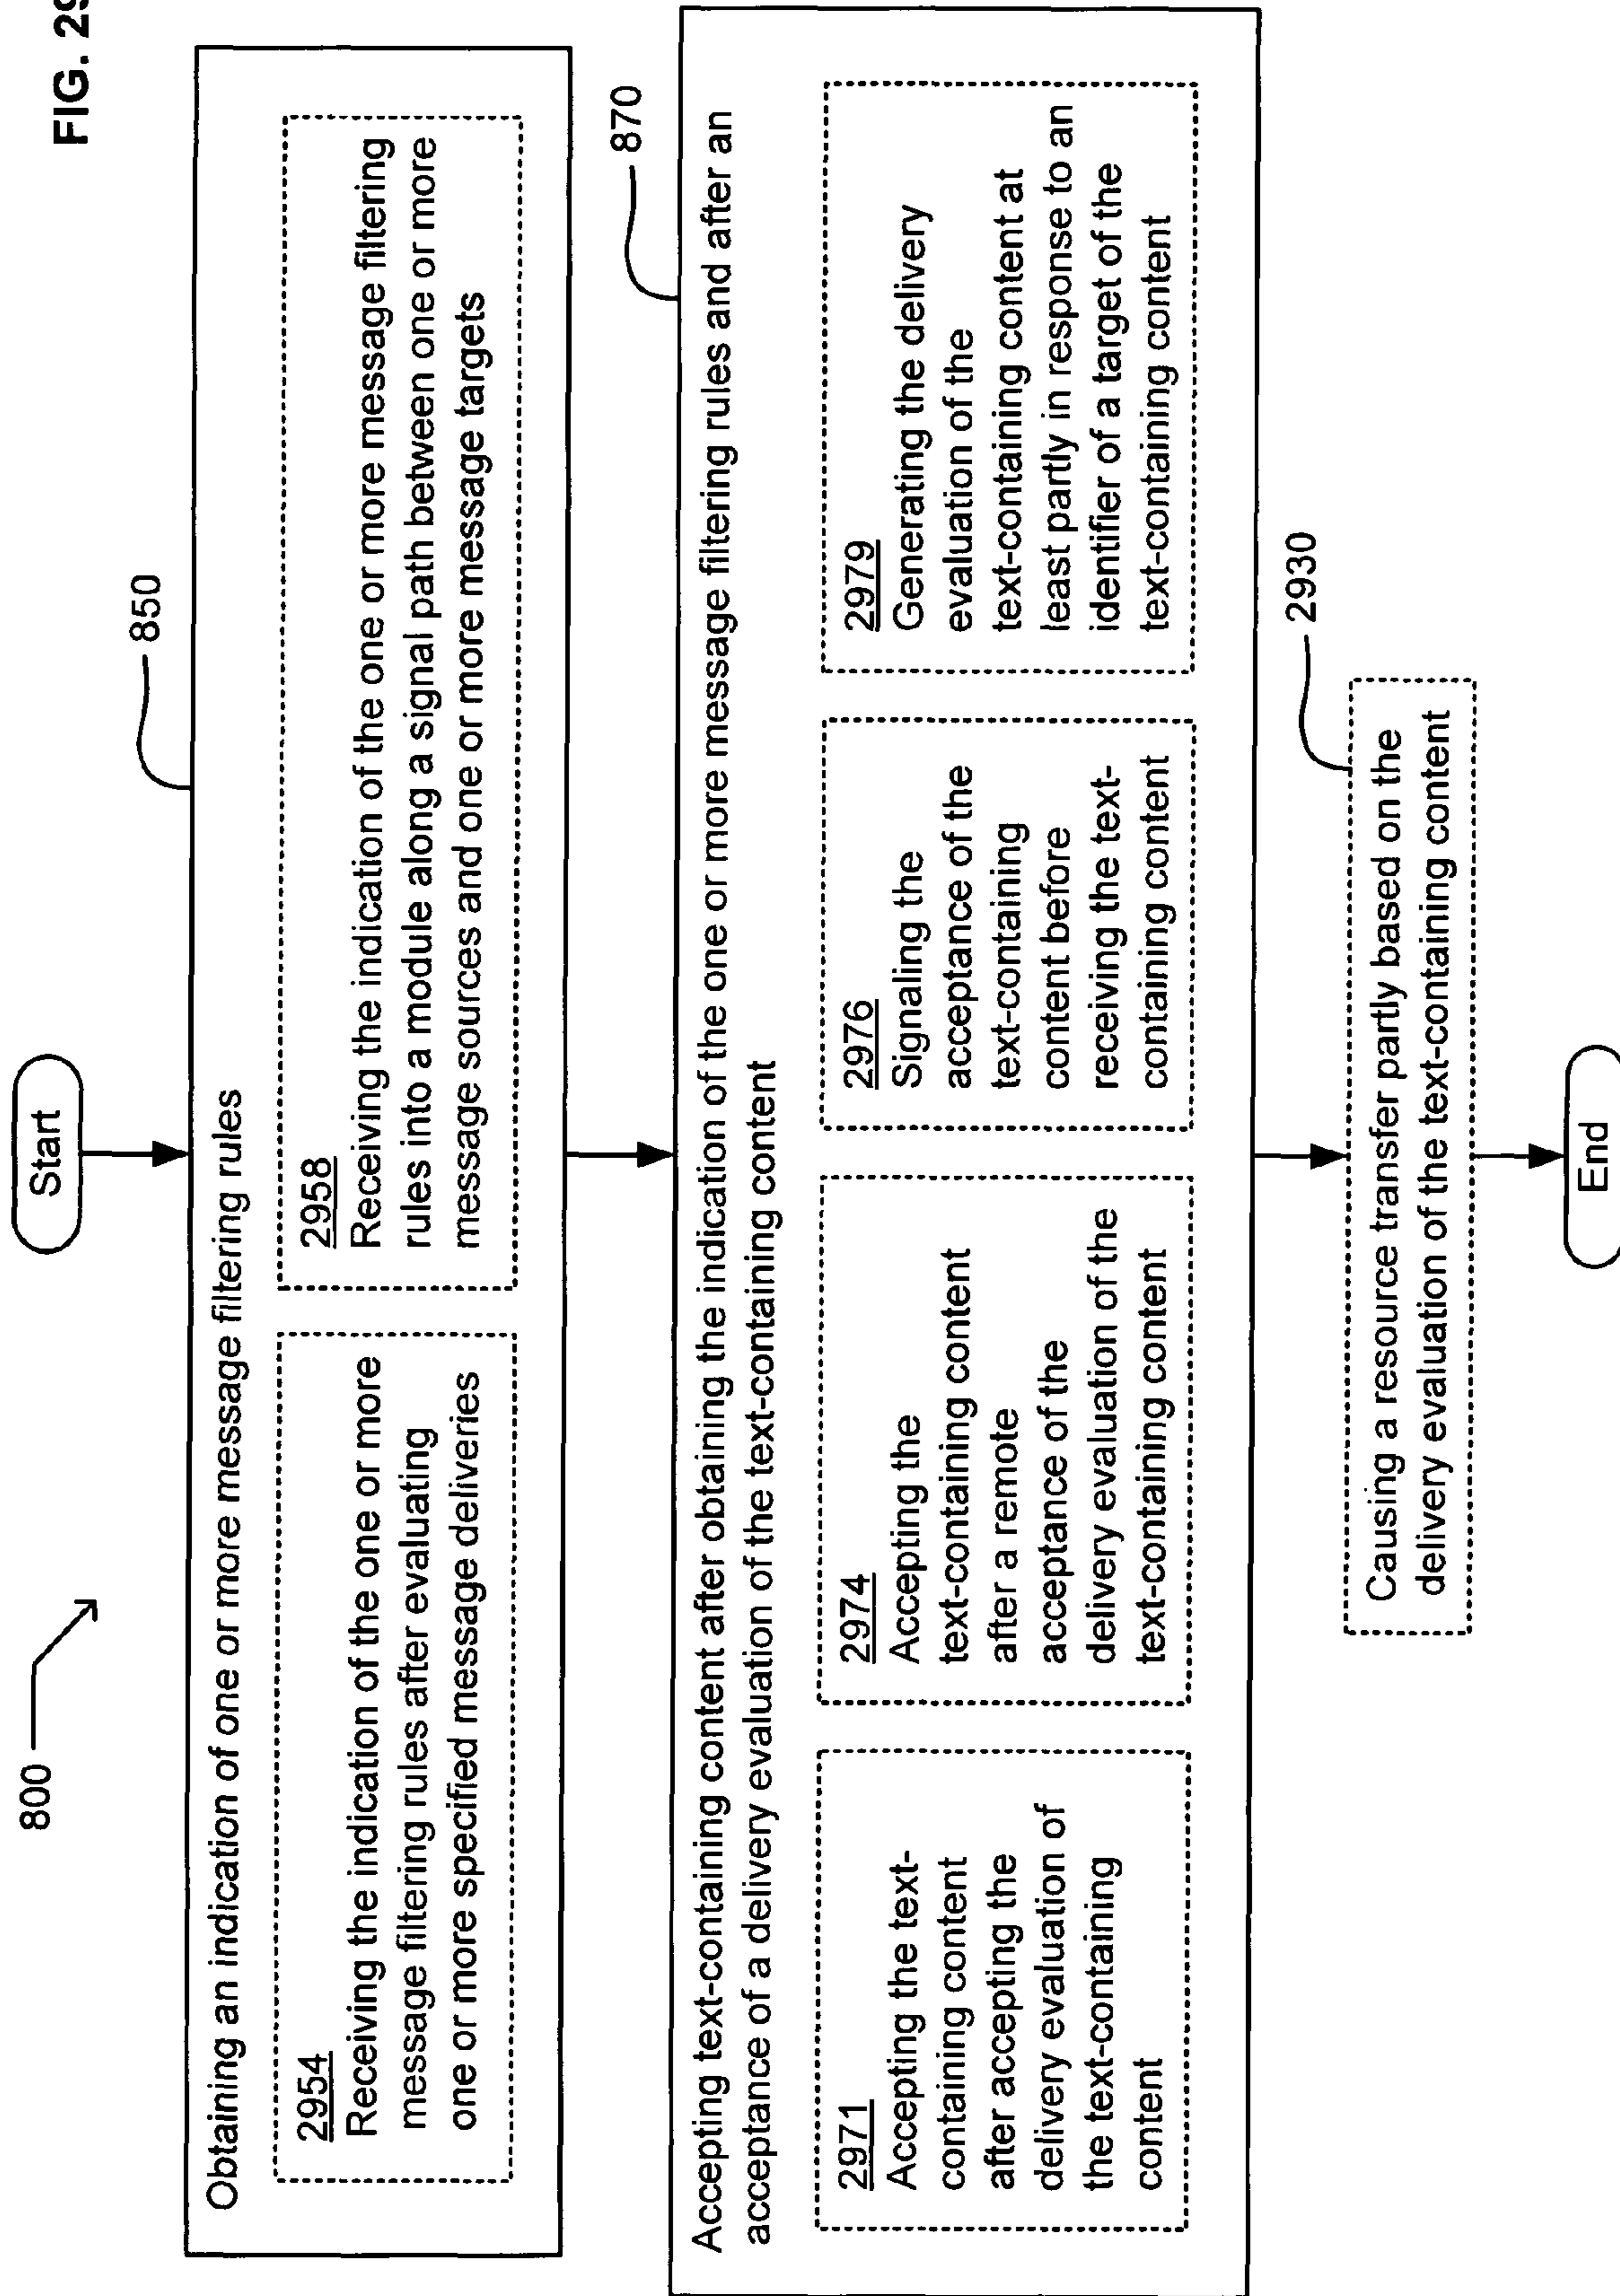 FIG. 29
800
Start
850
Obtaining an indication of one or more message filtering rules
2954
Receiving the indication of the one or more
message filtering rules after evaluating
one or more specified message deliveries
2958
Receiving the indication of the one or more message filtering
rules into a module along a signal path between one or more
message sources and one or more message targets
870
Accepting text-containing content after obtaining the indication of the one or more message filtering rules and after an
acceptance of a delivery evaluation of the text-containing content
2971
Accepting the text-
containing content
after accepting the
delivery evaluation of
the text-containing
content
2974
Accepting the
text-containing content
after a remote
acceptance of the
delivery evaluation of the
text-containing content
2976
Signaling the
acceptance of the
text-containing
content before
receiving the text-
containing content
2979
Generating the delivery
evaluation of the
text-containing content at
least partly in response to an
identifier of a target of the
text-containing content
2930
Causing a resource transfer partly based on the
delivery evaluation of the text-containing content
End